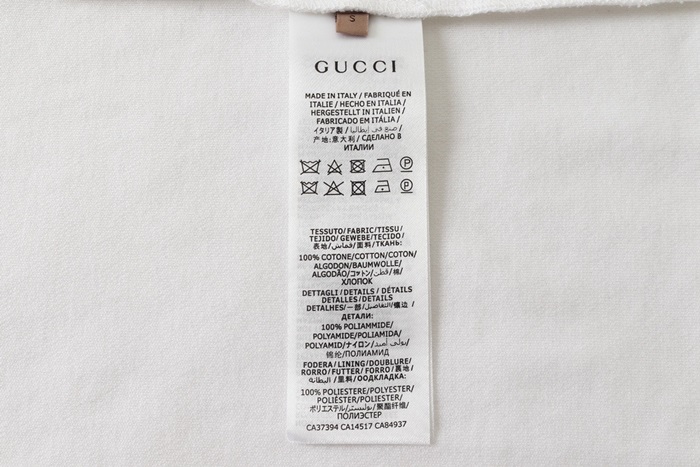 S
GUCCI
MADE IN ITALY / FABRIQUÉ EN
ITALIE / HECHO EN ITALIA /
HERGESTELLT IN ITALIEN /
FABRICADO EM ITÁLIA /
イタリア製 / صنع في إيطاليا /
产地:意大利 / СДЕЛАНО В
ИТАЛИИ
TESSUTO/FABRIC/TISSU/
TEJIDO/GEWEBE/TECIDO/
表地/قماش/面料/ТКАНЬ:
100% COTONE/COTTON/COTON/
ALGODON/BAUMWOLLE/
ALGODÃO/コットン/قطن/棉/
ХЛОПОК
DETTAGLI/DETAILS / DÉTAILS
DETALLES/DETAILS
DETALHES/一部/التفاصيل/镶边 /
ДЕТАЛИ:
100% POLIAMMIDE/
POLYAMIDE/POLIAMIDA/
POLYAMID/ナイロン/بولي أميد/
锦纶/ПОЛИАМИД
FODERA/LINING/DOUBLURE/
FORRO/FUTTER/ FORRO/裏地/
البطانة /里料/ООДКЛАДКА:
100% POLIESTERE/POLYESTER/
POLIÉSTER/POLYESTER/
ポリエステル/بوليستر/聚酯纤维/
ПОЛИЭСТЕР
CA37394 CA14517 CA84937